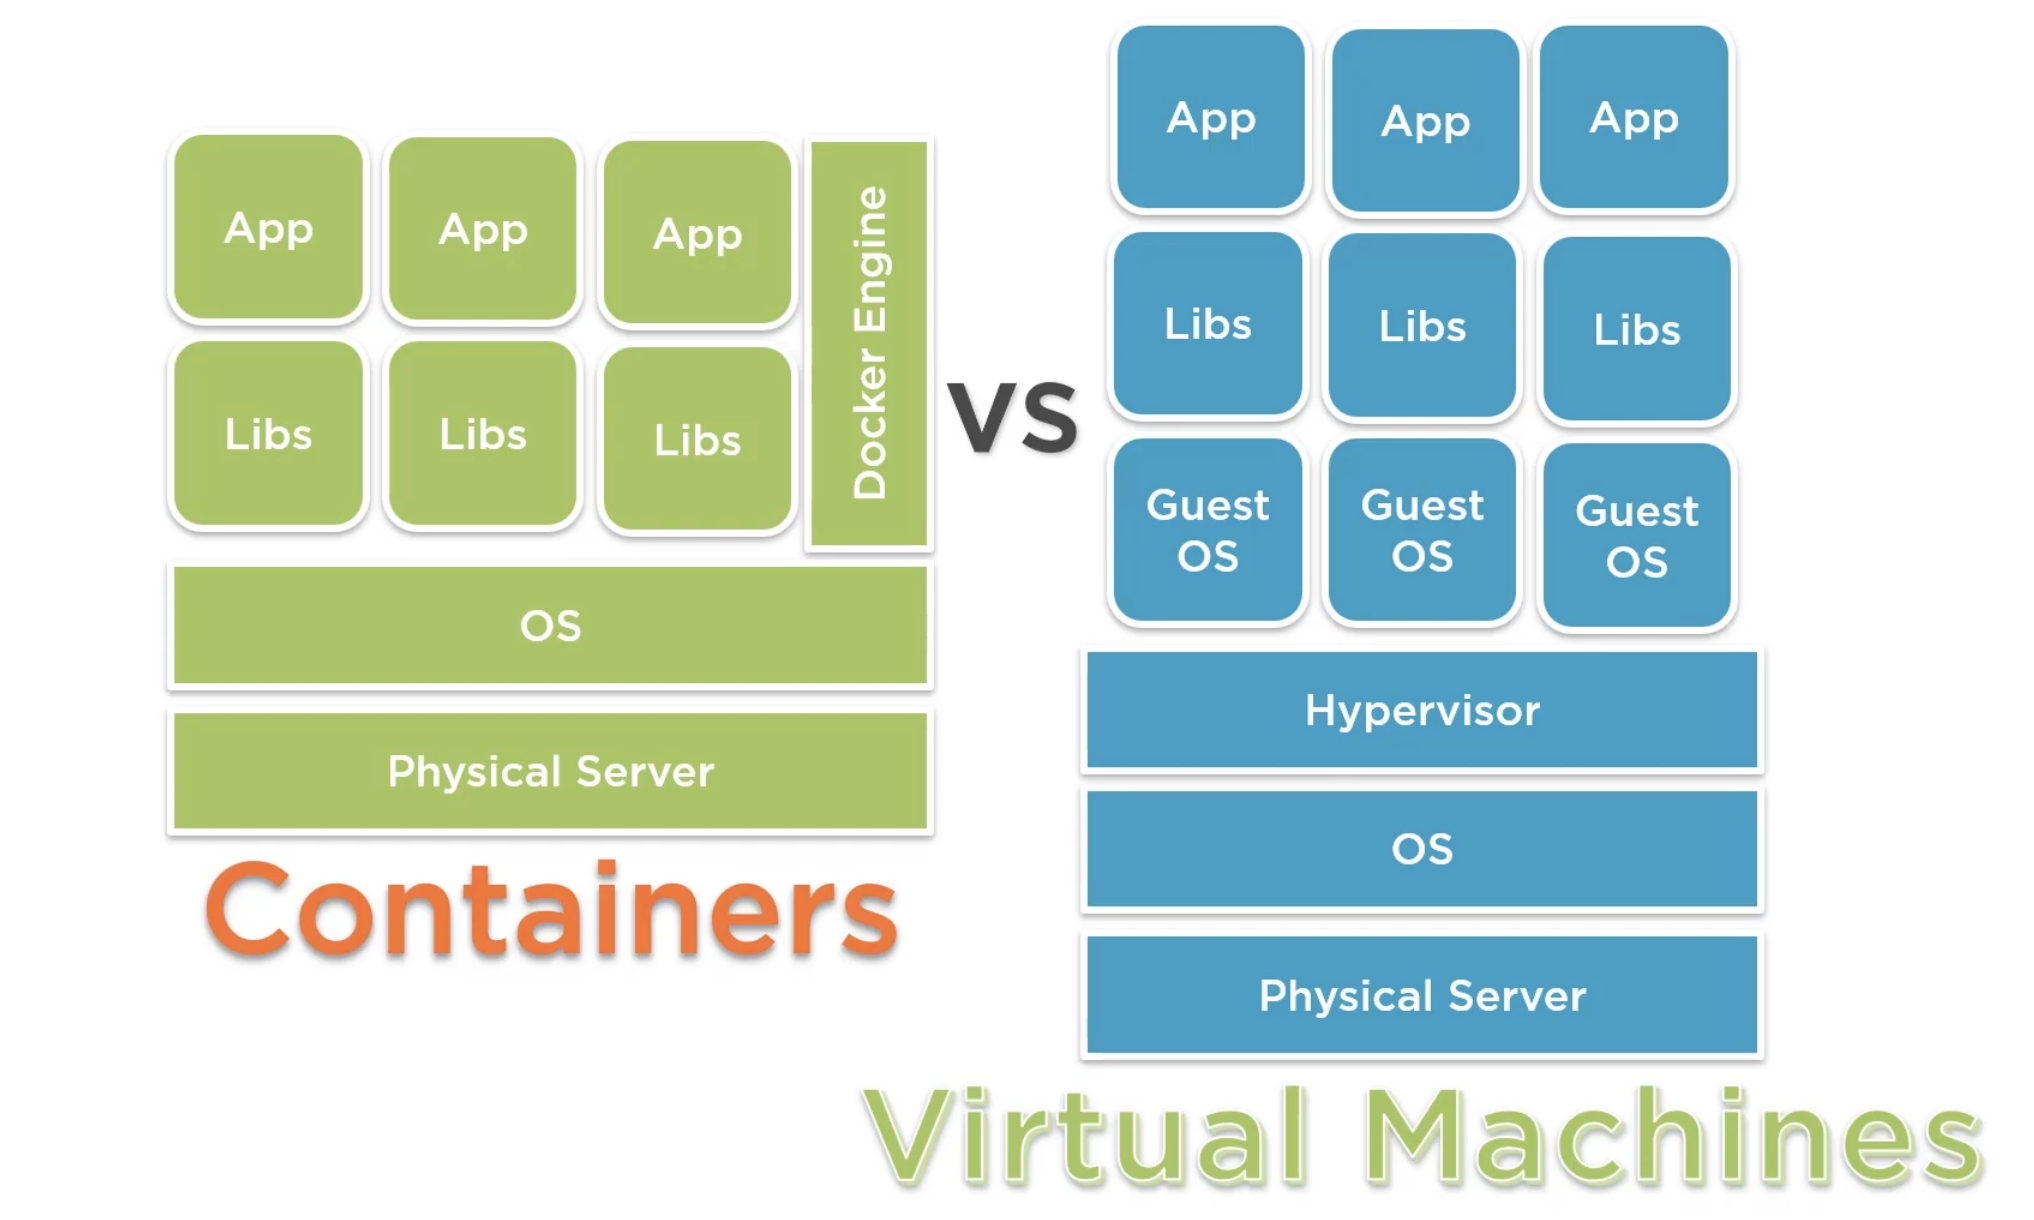 App
App
App
Libs
Libs
Libs
Docker Engine
OS
Physical Server
Containers
VS
App
App
App
Libs
Libs
Libs
Guest
OS
Guest
OS
Guest
OS
Hypervisor
OS
Physical Server
Virtual Machines